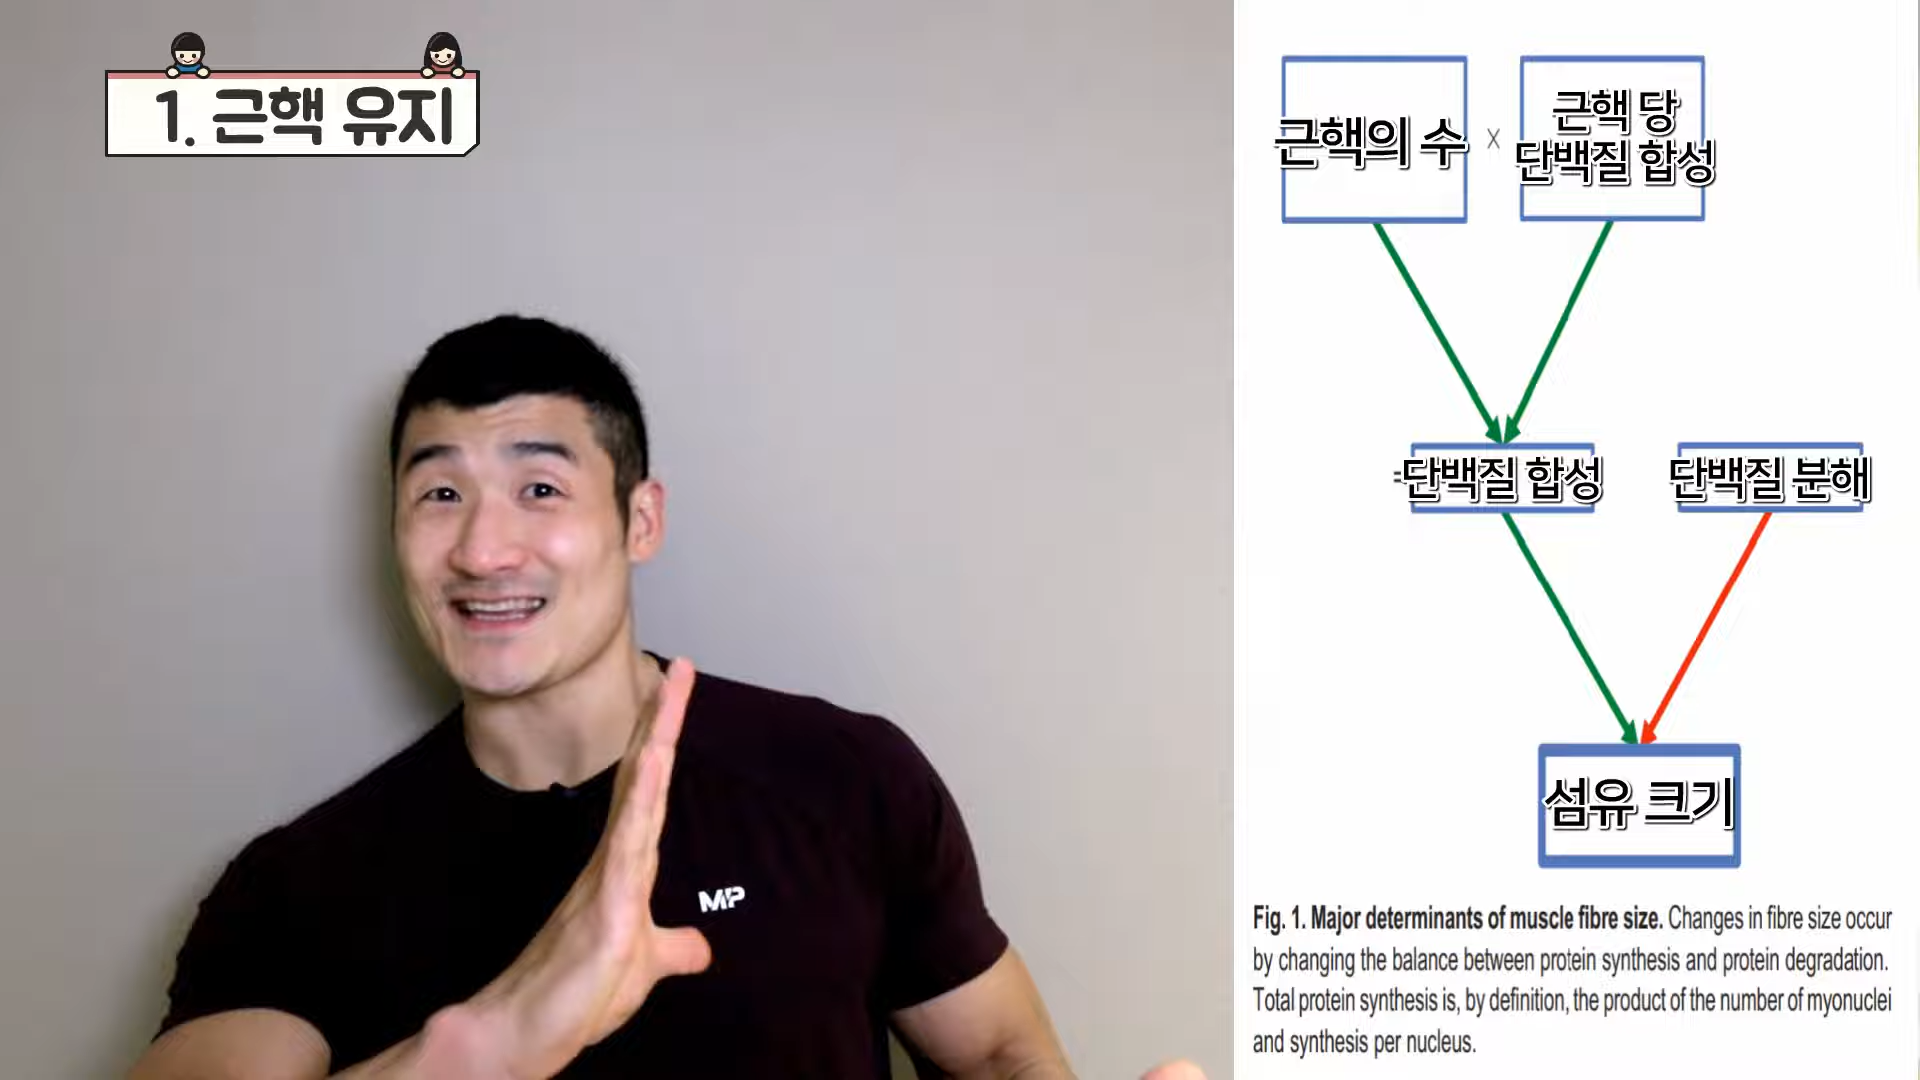 1. 근핵 유지
근핵의 수
x
근핵 당
단백질 합성
=단백질 합성
단백질 분해
섬유 크기
Fig. 1. Major determinants of muscle fibre size. Changes in fibre size occur
by changing the balance between protein synthesis and protein degradation.
Total protein synthesis is, by definition, the product of the number of myonuclei
and synthesis per nucleus.
MP